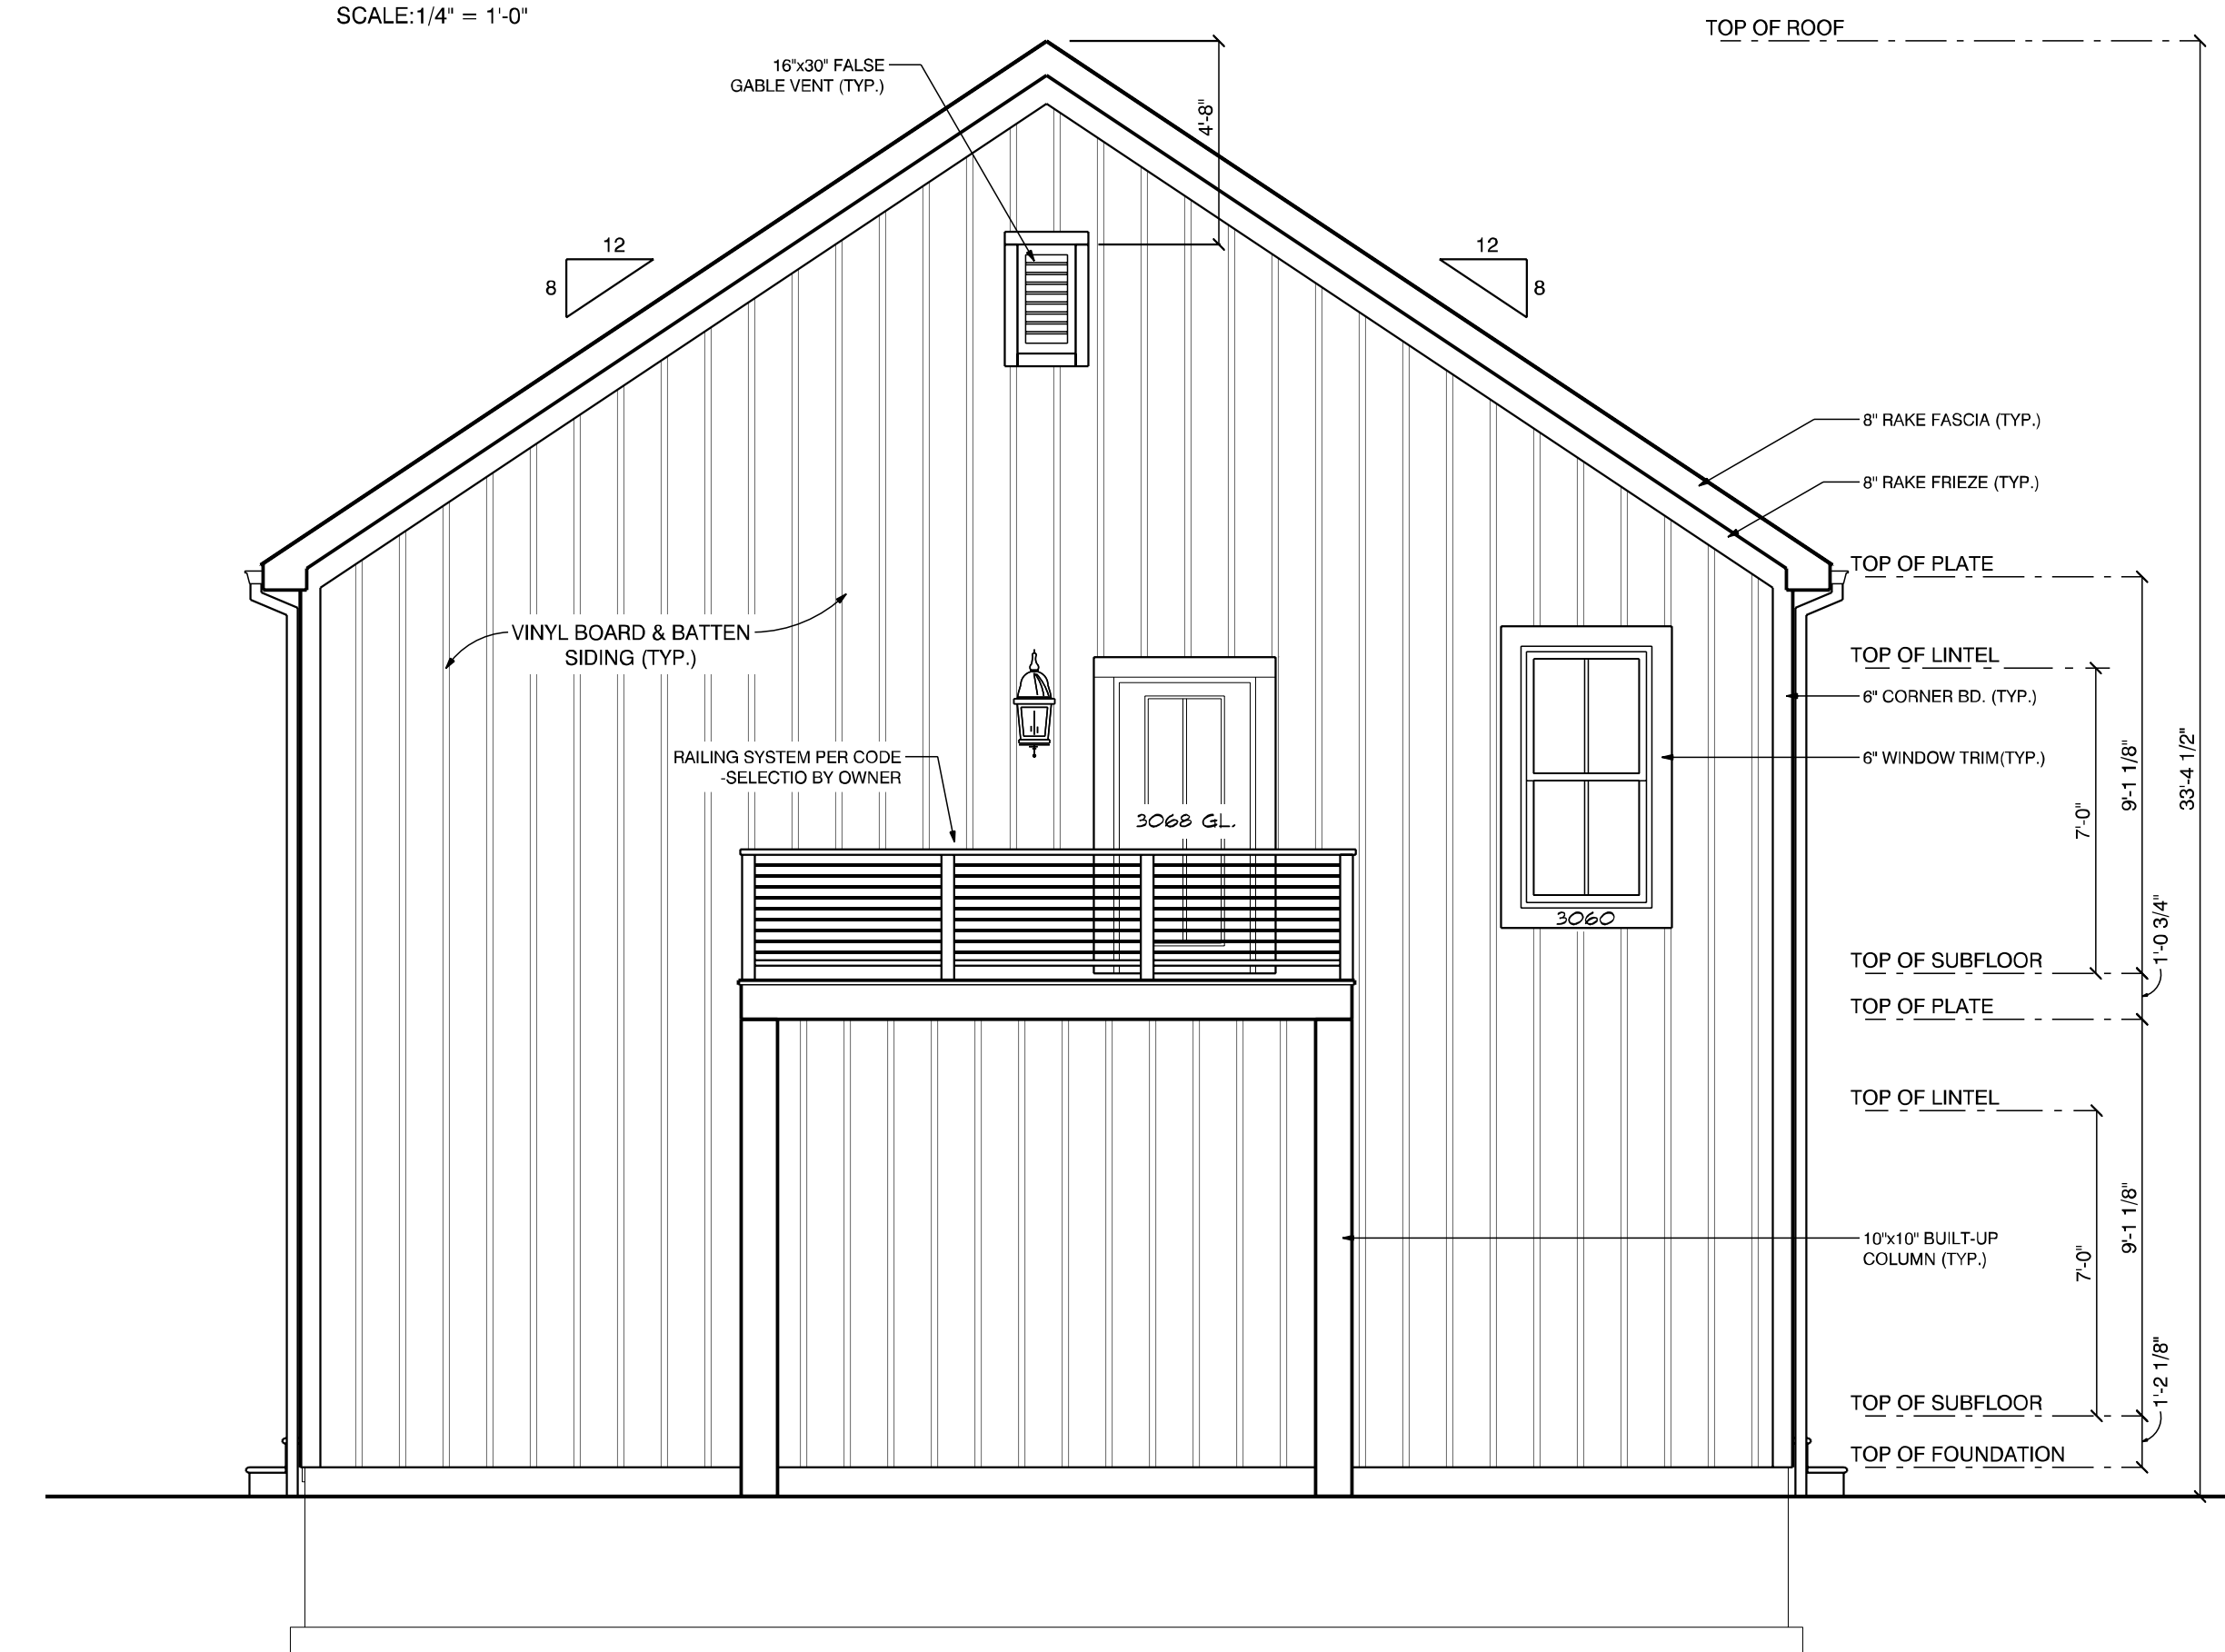 SCALE:1/4" = 1'-0"
TOP OF ROOF
16"x30" FALSE
GABLE VENT (TYP.)
4'-8"
12
8
12
8
8" RAKE FASCIA (TYP.)
8" RAKE FRIEZE (TYP.)
TOP OF PLATE
VINYL BOARD & BATTEN
SIDING (TYP.)
TOP OF LINTEL
6" CORNER BD. (TYP.)
RAILING SYSTEM PER CODE
-SELECTIO BY OWNER
6" WINDOW TRIM(TYP.)
7'-0"
9'-1 1/8"
33'-4 1/2"
3068 GL.
3060
1'-0 3/4"
TOP OF SUBFLOOR
TOP OF PLATE
TOP OF LINTEL
10"x10" BUILT-UP
COLUMN (TYP.)
7'-0"
9'-1 1/8"
1'-2 1/8"
TOP OF SUBFLOOR
TOP OF FOUNDATION